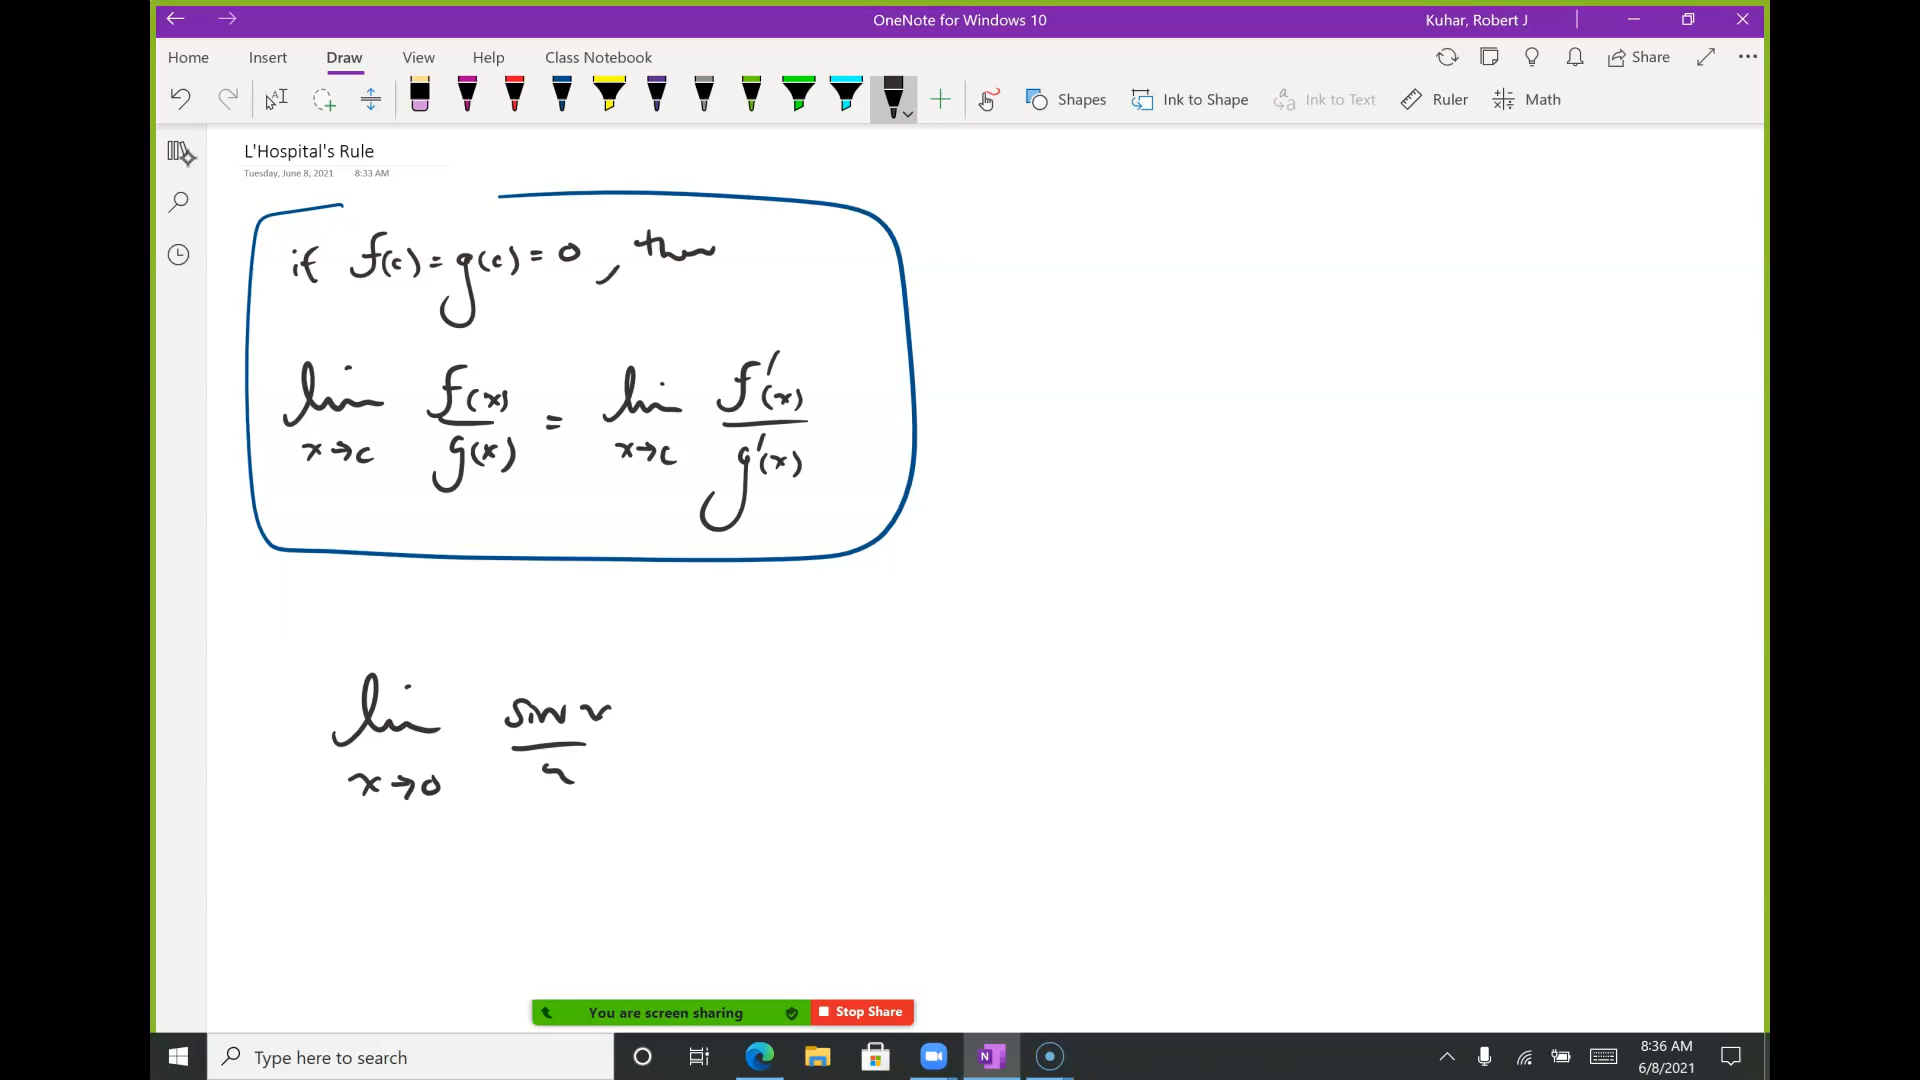 OneNote for Windows 10
Kuhar, Robert J
Home Insert Draw View Help Class Notebook
Share
Shapes Ink to Shape Ink to Text Ruler Math
L'Hospital's Rule
Tuesday, June 8, 2021 8:33 AM
if f(c) = g(c) = 0, then
lim x→c f(x)/g(x) = lim x→c f'(x)/g'(x)
lim x→0 sin x/x
You are screen sharing Stop Share
Type here to search
8:36 AM
6/8/2021